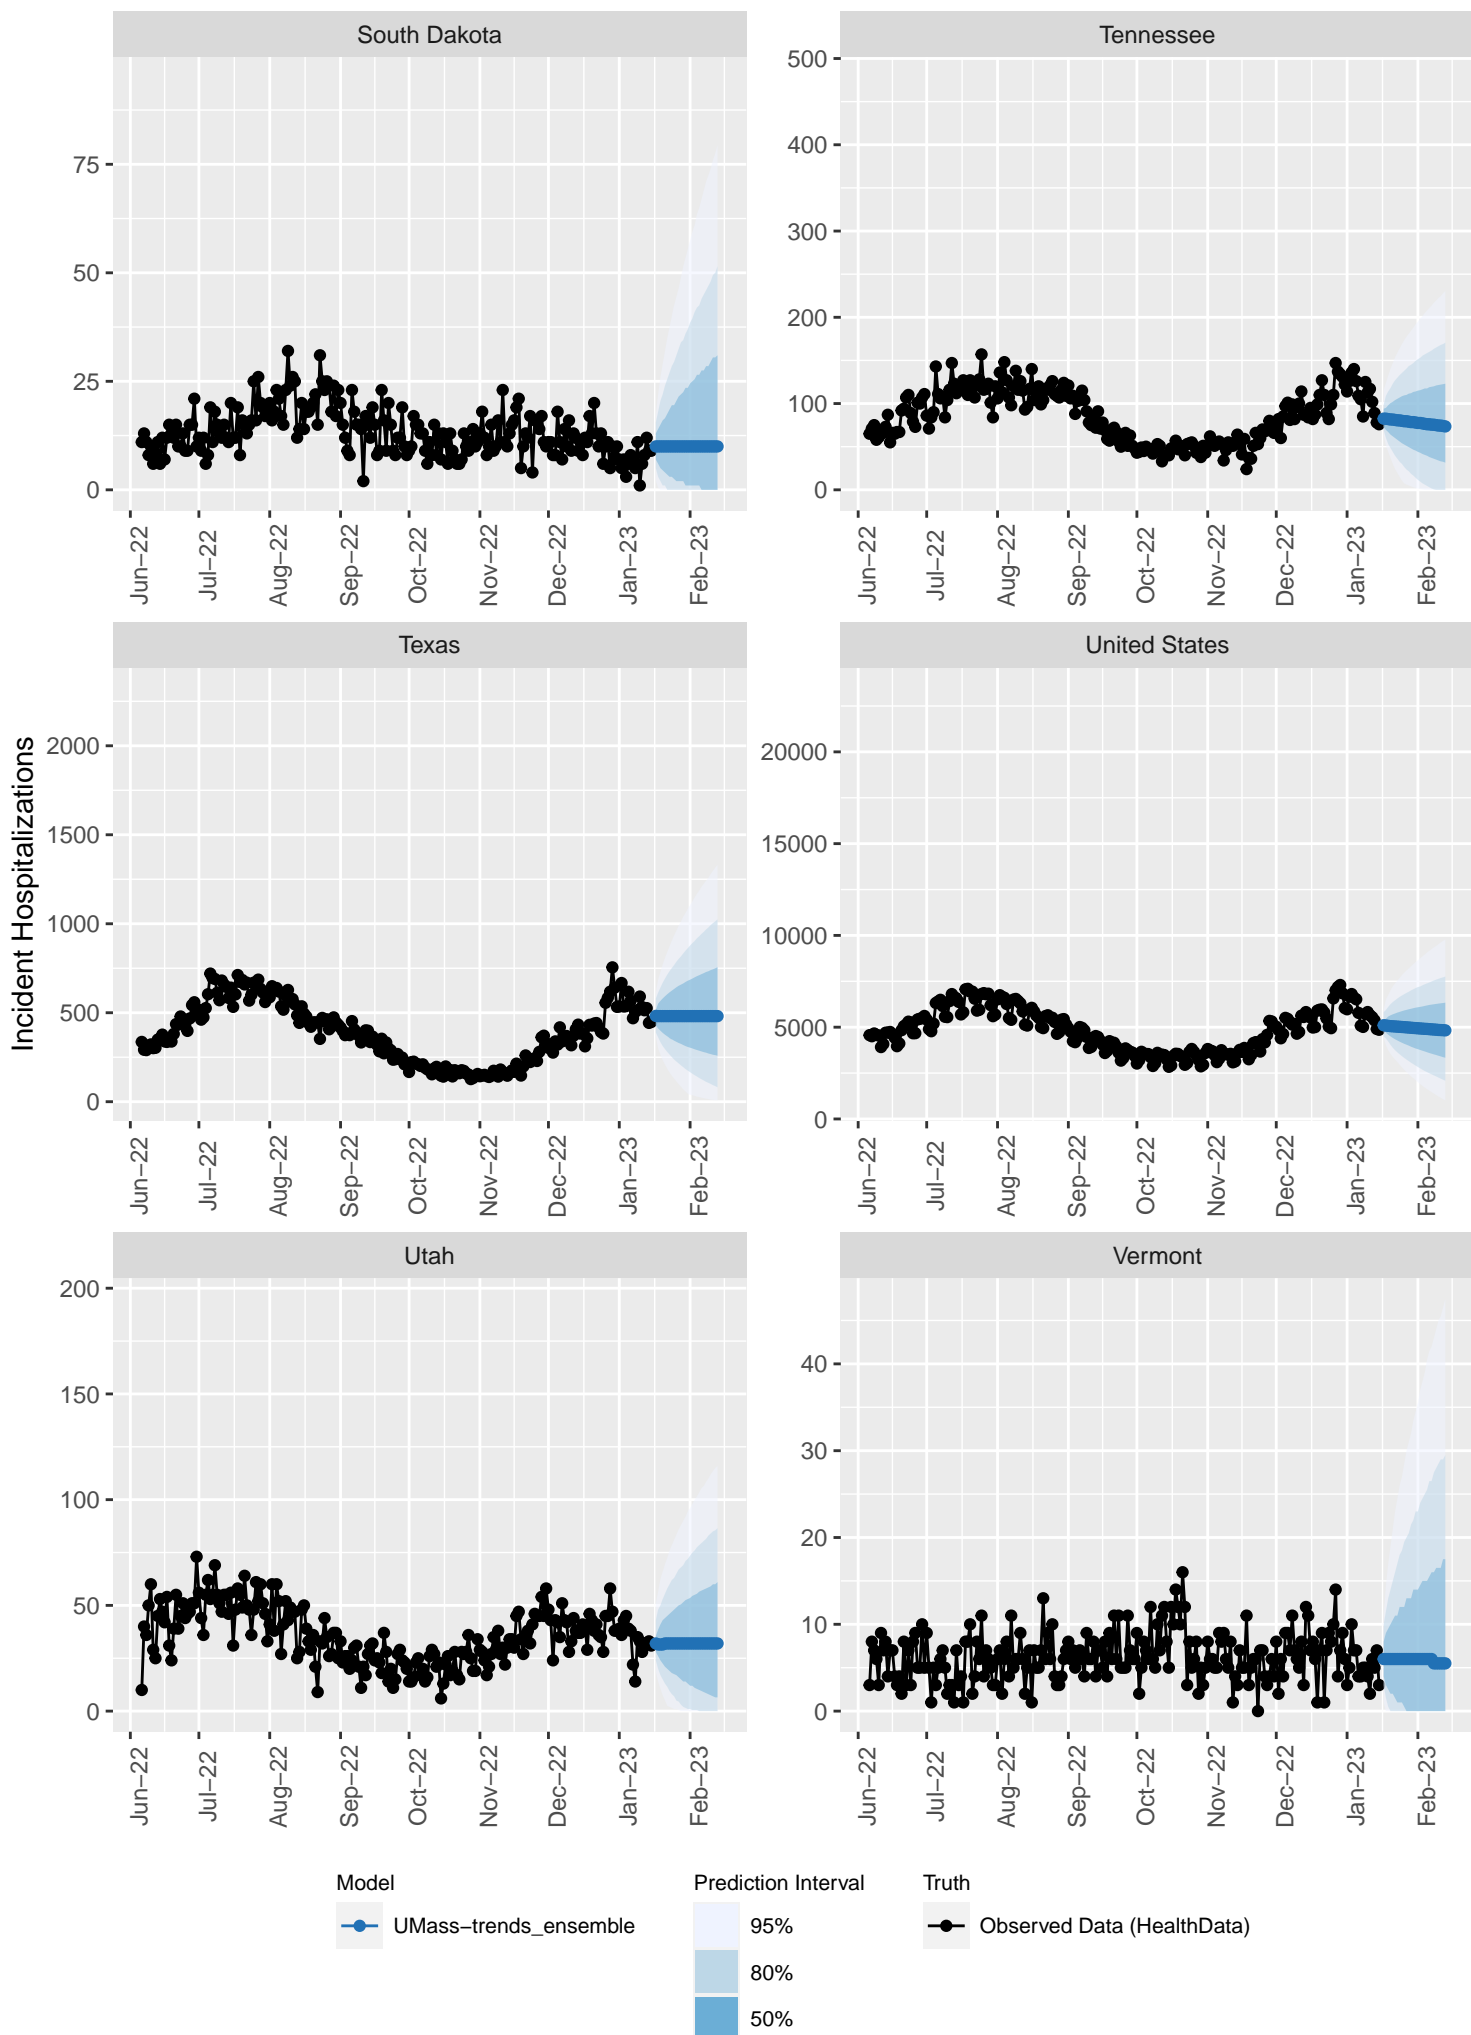 South Dakota
Tennessee
75
50
25
0
500
400
300
200
100
0
Jun−22
Jul−22
Aug−22
Sep−22
Oct−22
Nov−22
Dec−22
Jan−23
Feb−23
Jun−22
Jul−22
Aug−22
Sep−22
Oct−22
Nov−22
Dec−22
Jan−23
Feb−23
Incident Hospitalizations
Texas
United States
2000
1500
1000
500
0
20000
15000
10000
5000
0
Jun−22
Jul−22
Aug−22
Sep−22
Oct−22
Nov−22
Dec−22
Jan−23
Feb−23
Jun−22
Jul−22
Aug−22
Sep−22
Oct−22
Nov−22
Dec−22
Jan−23
Feb−23
Utah
Vermont
200
150
100
50
0
40
30
20
10
0
Jun−22
Jul−22
Aug−22
Sep−22
Oct−22
Nov−22
Dec−22
Jan−23
Feb−23
Jun−22
Jul−22
Aug−22
Sep−22
Oct−22
Nov−22
Dec−22
Jan−23
Feb−23
Model
UMass−trends_ensemble
Prediction Interval
95%
80%
50%
Truth
Observed Data (HealthData)